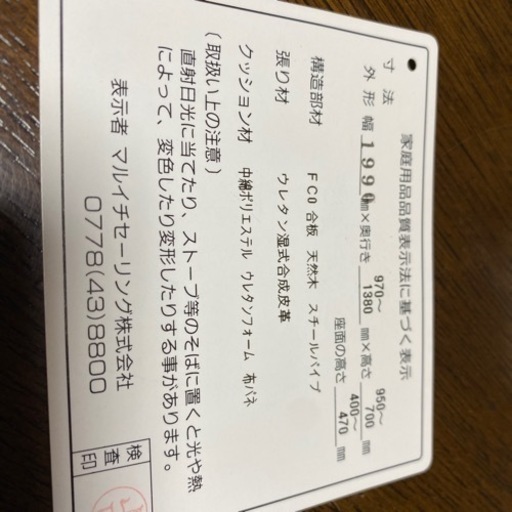 家庭用品品質表示法に基づく表示
寸法
外形 幅 1990㎜×奥行き 970～1380 ㎜×高さ 950～700 ㎜
座面の高さ 400～470 ㎜
構造部材 FC0合板 天然木 スチールパイプ
張り材 ウレタン湿式合成皮革
クッション材 中綿ポリエステル ウレタンフォーム 布バネ
(取扱い上の注意)
直射日光に当てたり、ストーブ等のそばに置くと光や熱
によって、変色したり変形したりする事があります。
表示者 マルイチセーリング株式会社
0778(43)8800
検査印